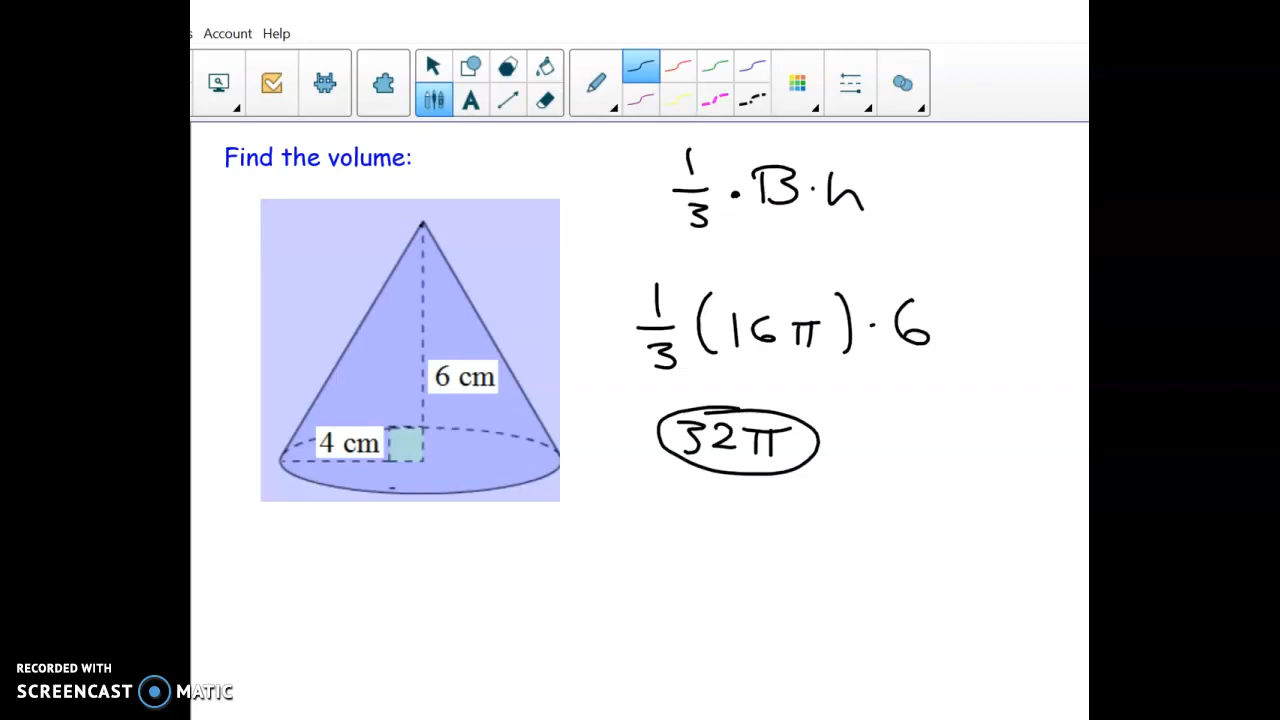 Account Help
Find the volume:
1/3 · B · h
6 cm
4 cm
1/3 (16π) · 6
32π
RECORDED WITH
SCREENCAST MATIC